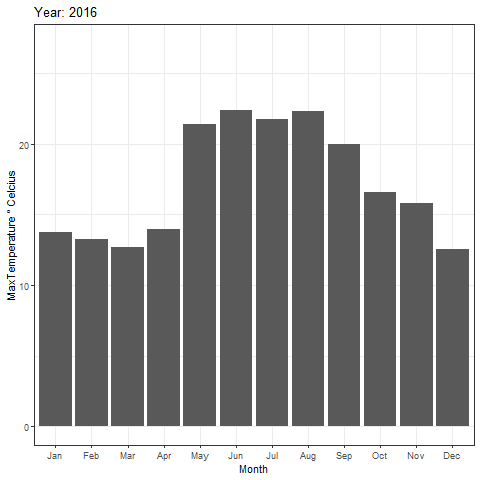 Year: 2016
MaxTemperature " Celcius
20
10
0
Jan Feb Mar Apr May Jun Jul Aug Sep Oct Nov Dec
Month